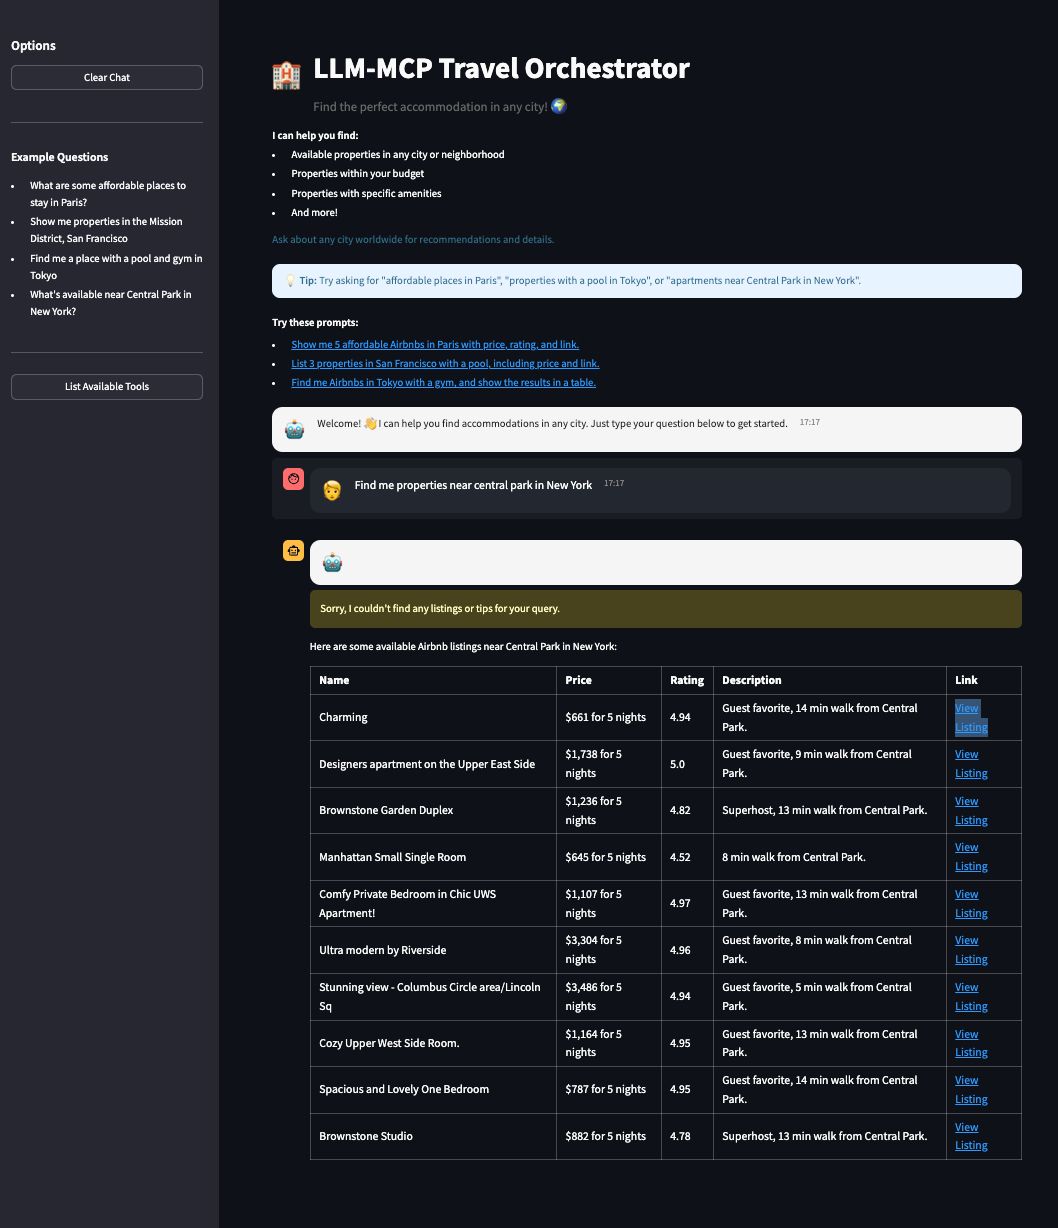 Options
Clear Chat
Example Questions
What are some affordable places to
stay in Paris?
Show me properties in the Mission
District, San Francisco
Find me a place with a pool and gym in
Tokyo
What's available near Central Park in
New York?
List Available Tools
LLM-MCP Travel Orchestrator
Find the perfect accommodation in any city!
I can help you find:
Available properties in any city or neighborhood
Properties within your budget
Properties with specific amenities
And more!
Ask about any city worldwide for recommendations and details.
Tip: Try asking for "affordable places in Paris", "properties with a pool in Tokyo", or "apartments near Central Park in New York".
Try these prompts:
Show me 5 affordable Airbnbs in Paris with price, rating, and link.
List 3 properties in San Francisco with a pool, including price and link.
Find me Airbnbs in Tokyo with a gym, and show the results in a table.
Welcome! 👋 I can help you find accommodations in any city. Just type your question below to get started. 17:17
Find me properties near central park in New York 17:17
Sorry, I couldn't find any listings or tips for your query.
Here are some available Airbnb listings near Central Park in New York:
Name Price Rating Description Link
Charming $661 for 5 nights 4.94 Guest favorite, 14 min walk from Central View
Park. Listing
Designers apartment on the Upper East Side $1,738 for 5 5.0 Guest favorite, 9 min walk from Central View
nights Park. Listing
Brownstone Garden Duplex $1,236 for 5 4.82 Superhost, 13 min walk from Central Park. View
nights Listing
Manhattan Small Single Room $645 for 5 nights 4.52 8 min walk from Central Park. View
Listing
Comfy Private Bedroom in Chic UWS $1,107 for 5 4.97 Guest favorite, 13 min walk from Central View
Apartment! nights Park. Listing
Ultra modern by Riverside $3,304 for 5 4.96 Guest favorite, 8 min walk from Central View
nights Park. Listing
Stunning view - Columbus Circle area/Lincoln $3,486 for 5 4.94 Guest favorite, 5 min walk from Central View
Sq nights Park. Listing
Cozy Upper West Side Room. $1,164 for 5 4.95 Guest favorite, 13 min walk from Central View
nights Park. Listing
Spacious and Lovely One Bedroom $787 for 5 nights 4.95 Guest favorite, 14 min walk from Central View
Park. Listing
Brownstone Studio $882 for 5 nights 4.78 Superhost, 13 min walk from Central Park. View
Listing